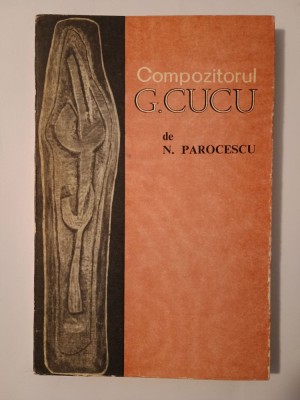 Compozitorul
G. CUCU
de
N. PAROCESCU